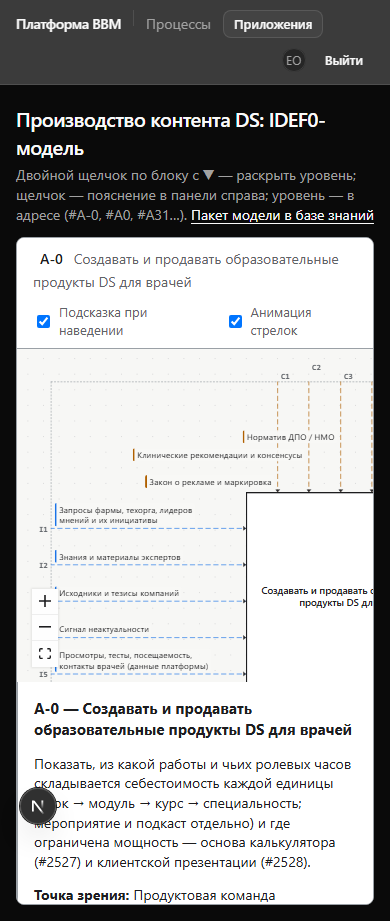 Платформа BBM
Процессы
Приложения
ЕО
Выйти
Производство контента DS: IDEF0-
модель
Двойной щелчок по блоку с ▼ — раскрыть уровень;
щелчок — пояснение в панели справа; уровень — в
адресе (#A-0, #A0, #A31...). Пакет модели в базе знаний
A-0 Создавать и продавать образовательные
продукты DS для врачей
Подсказка при
наведении
Анимация
стрелок
C1
C2
C3
Норматив ДПО / НМО
Клинические рекомендации и консенсусы
Закон о рекламе и маркировка
Запросы фармы, техорга, лидеров
мнений и их инициативы
I1
Знания и материалы экспертов
I2
Исходники и тезисы компаний
Сигнал неактуальности
Просмотры, тесты, посещаемость,
контакты врачей (данные платформы)
I5
Создавать и продавать
продукты
+
−
A-0 — Создавать и продавать
образовательные продукты DS для врачей
Показать, из какой работы и чьих ролевых часов
складывается себестоимость каждой единицы
→ модуль → курс → специальность;
мероприятие и подкаст отдельно) и где
ограничена мощность — основа калькулятора
(#2527) и клиентской презентации (#2528).
N
Точка зрения: Продуктовая команда